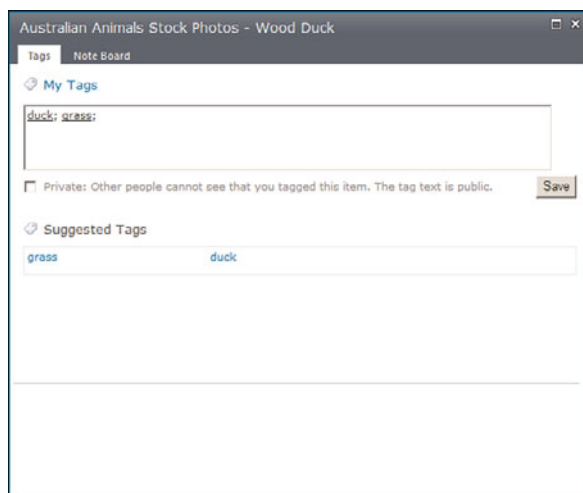 Australian Animals Stock Photos - Wood Duck
Tags Note Board
My Tags
duck; grass;
Private: Other people cannot see that you tagged this item. The tag text is public. Save
Suggested Tags
grass duck